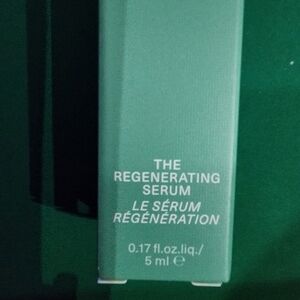 THE
REGENERATING
SERUM
LE SÉRUM
RÉGÉNÉRATION
0.17 fl.oz.liq./
5 ml ℮